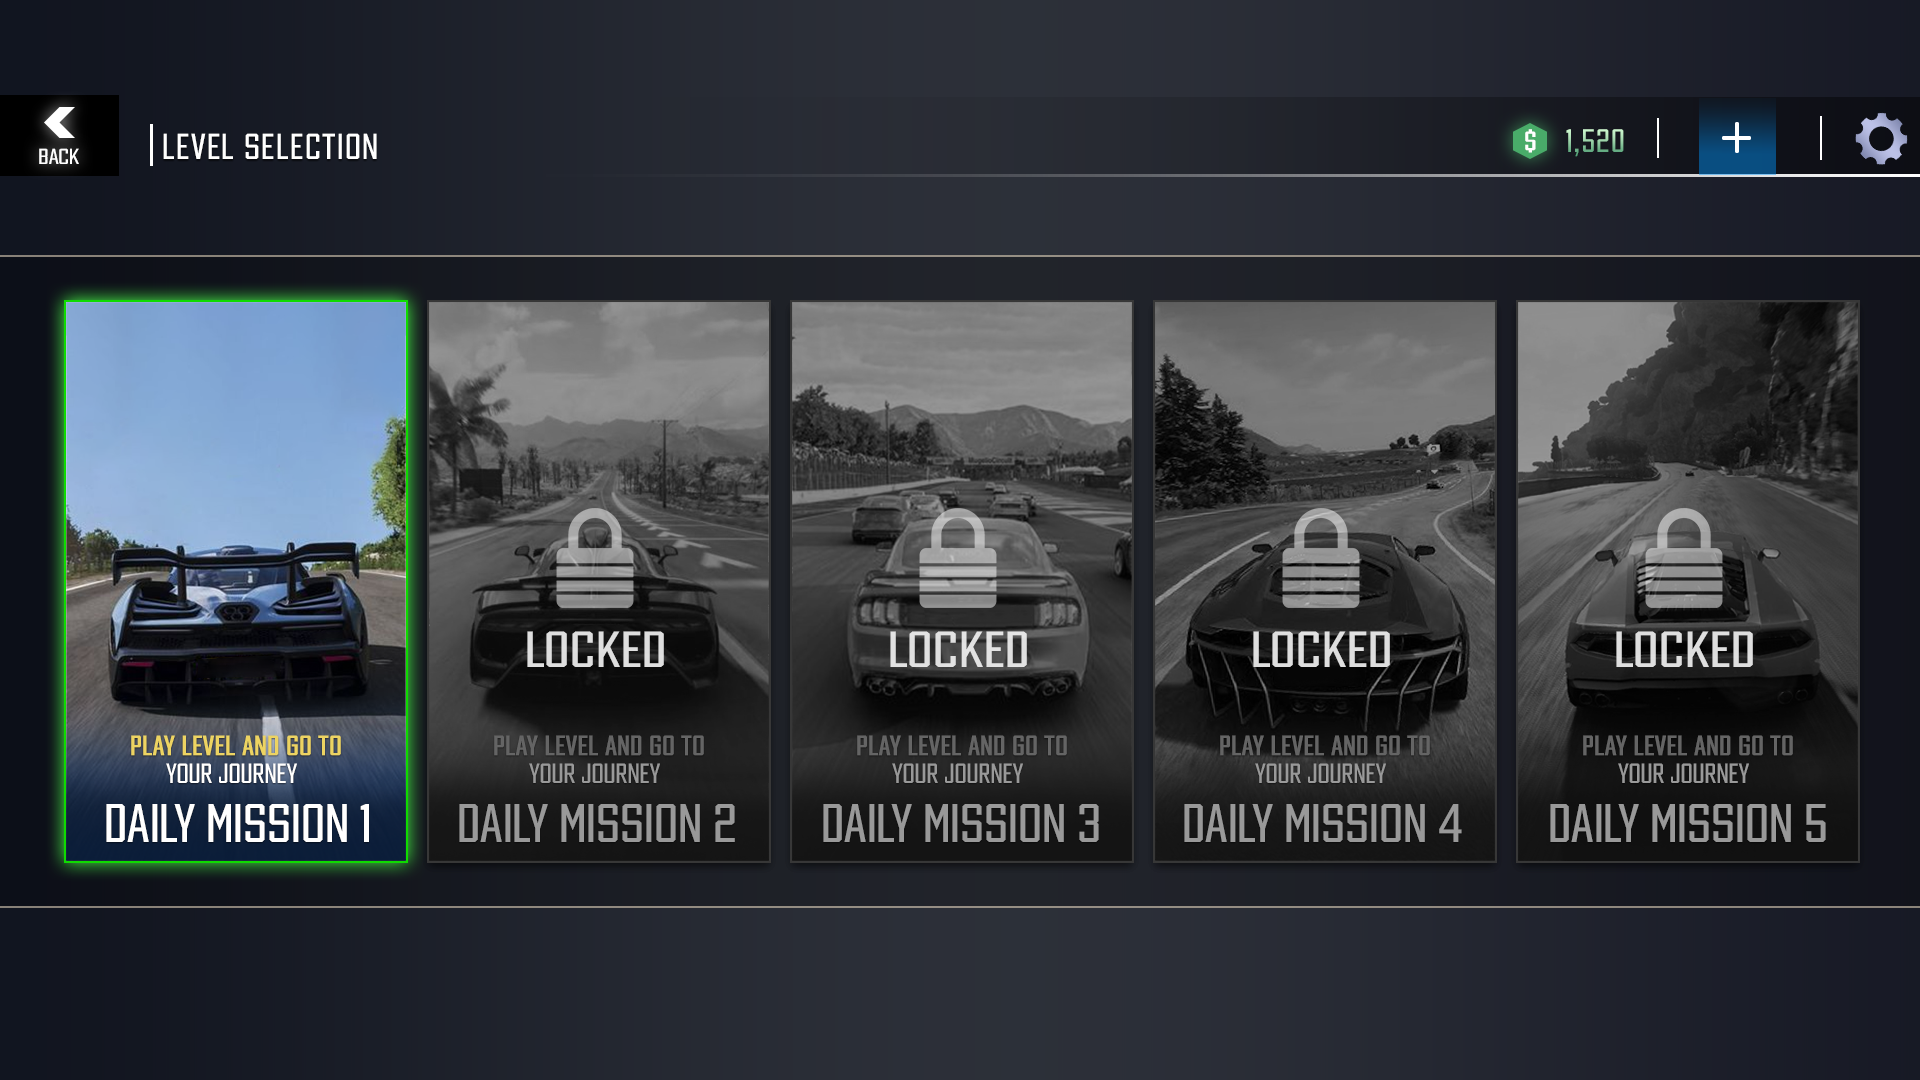 BACK
LEVEL SELECTION
$ 1,520
+
PLAY LEVEL AND GO TO
YOUR JOURNEY
DAILY MISSION 1
LOCKED
PLAY LEVEL AND GO TO
YOUR JOURNEY
DAILY MISSION 2
LOCKED
PLAY LEVEL AND GO TO
YOUR JOURNEY
DAILY MISSION 3
LOCKED
PLAY LEVEL AND GO TO
YOUR JOURNEY
DAILY MISSION 4
LOCKED
PLAY LEVEL AND GO TO
YOUR JOURNEY
DAILY MISSION 5